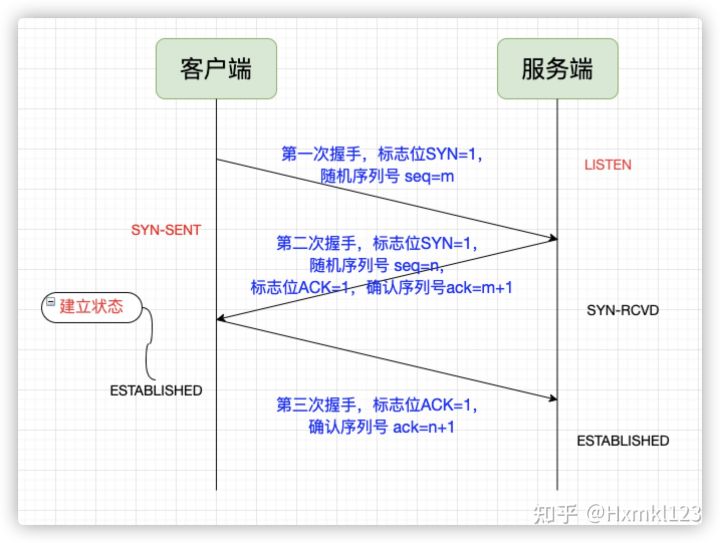 客户端
服务端
第一次握手，标志位SYN=1，
随机序列号 seq=m
LISTEN
SYN-SENT
第二次握手，标志位SYN=1，
随机序列号 seq=n,
标志位ACK=1，确认序列号ack=m+1
建立状态
SYN-RCVD
ESTABLISHED
第三次握手，标志位ACK=1，
确认序列号 ack=n+1
ESTABLISHED
知乎 @Hxmkl123